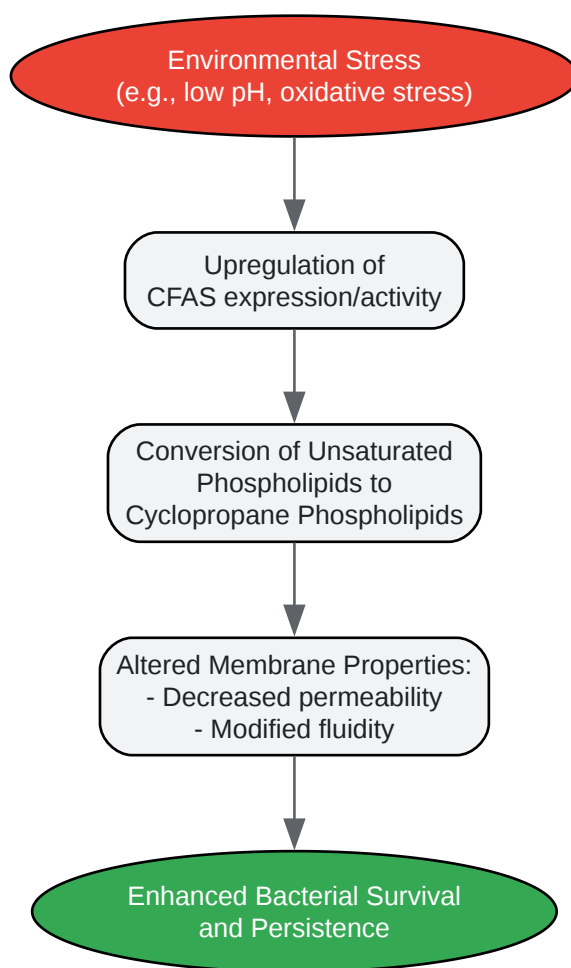 Environmental Stress
(e.g., low pH, oxidative stress)
Upregulation of
CFAS expression/activity
Conversion of Unsaturated
Phospholipids to
Cyclopropane Phospholipids
Altered Membrane Properties:
- Decreased permeability
- Modified fluidity
Enhanced Bacterial Survival
and Persistence